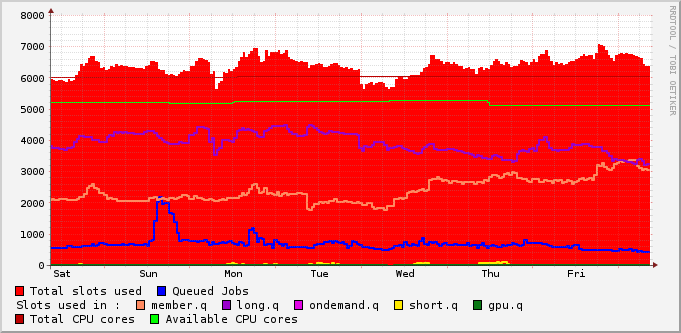 8000
7000
6000
5000
4000
3000
2000
1000
0
Sat Sun Mon Tue Wed Thu Fri
RRDTOOL / TOBI OETIKER
Total slots used Queued Jobs
Slots used in : member.q long.q ondemand.q short.q gpu.q
Total CPU cores Available CPU cores